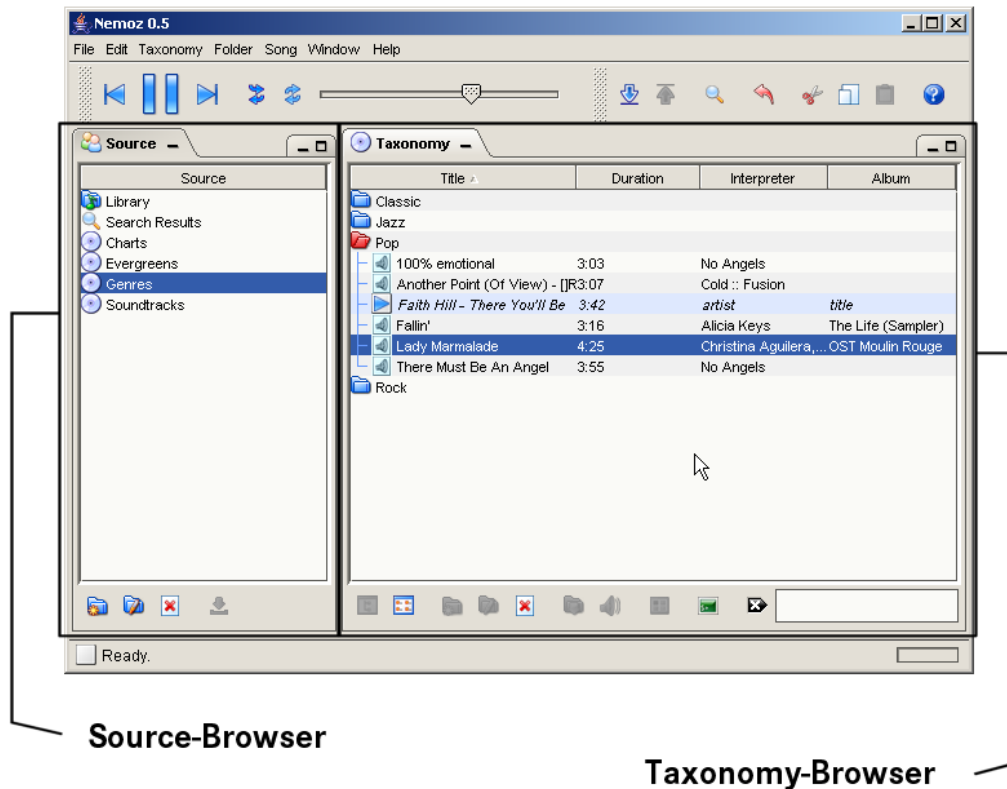 Nemoz 0.5
File Edit Taxonomy Folder Song Window Help
Source
Source
Library
Search Results
Charts
Evergreens
Genres
Soundtracks
Taxonomy
Title Duration Interpreter Album
Classic
Jazz
Pop
100% emotional 3:03 No Angels
Another Point (Of View) - []R 3:07 Cold :: Fusion
Faith Hill - There You'll Be 3:42 artist title
Fallin' 3:16 Alicia Keys The Life (Sampler)
Lady Marmalade 4:25 Christina Aguilera,... OST Moulin Rouge
There Must Be An Angel 3:55 No Angels
Rock
Ready.
Source-Browser
Taxonomy-Browser